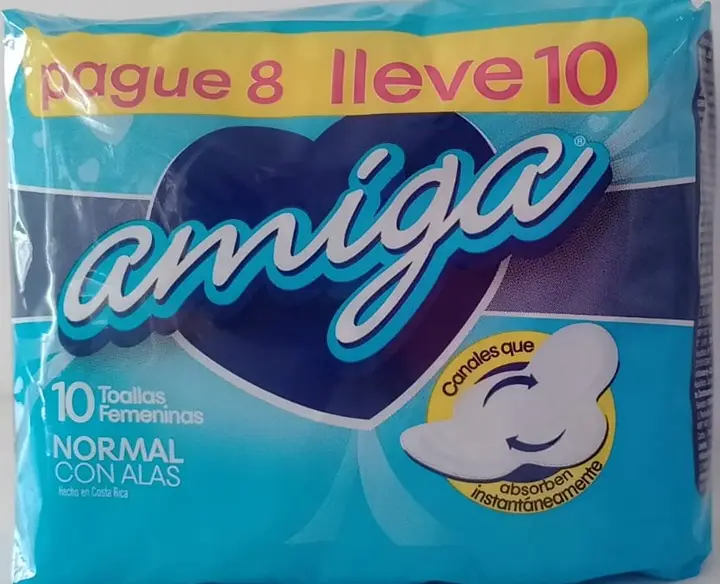 pague 8 lleve 10
amiga®
Canales que
absorben
instantáneamente
10 Toallas
Femeninas
NORMAL
CON ALAS
Hecho en Costa Rica